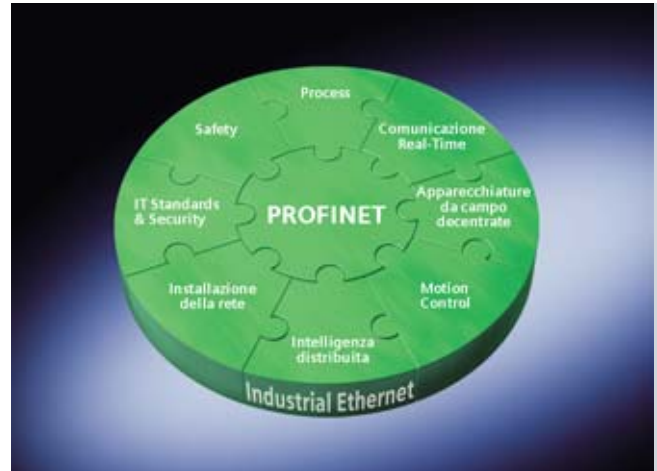 Process
Comunicazione
Real-Time
Apparecchiature
da campo
decentrate
Motion
Control
Intelligenza
distribuita
Installazione
della rete
IT Standards
& Security
Safety
PROFINET
Industrial Ethernet